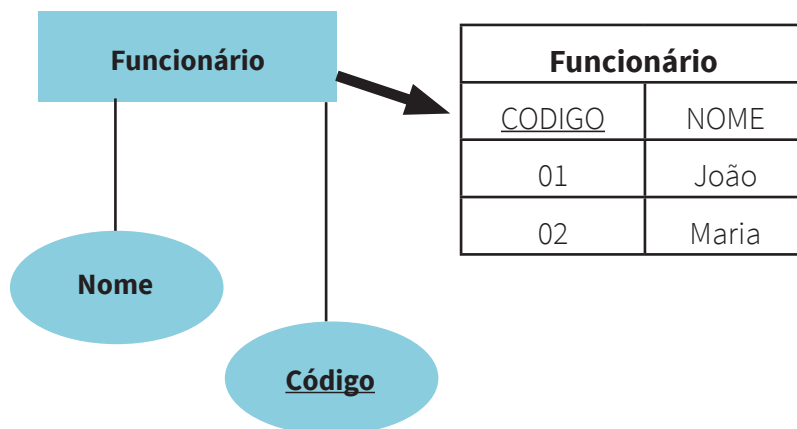 Funcionário
Nome
Código
Funcionário
CODIGO NOME
01 João
02 Maria